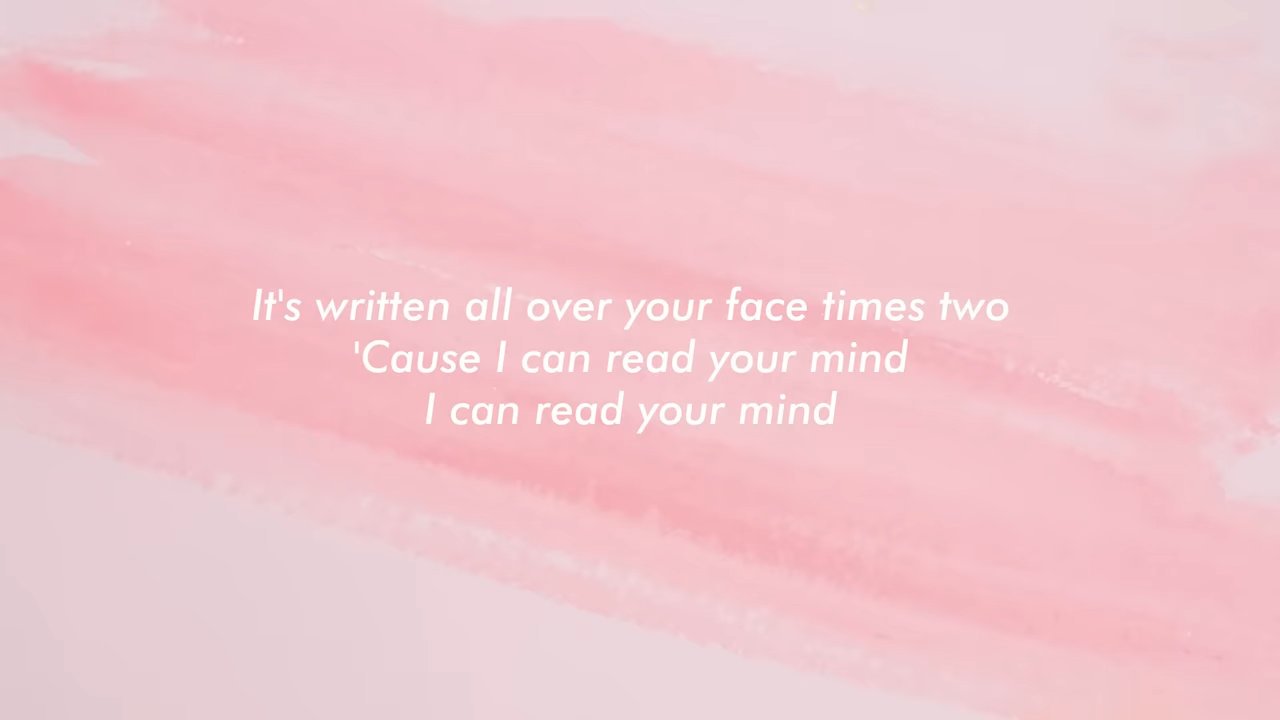 It's written all over your face times two
'Cause I can read your mind
I can read your mind